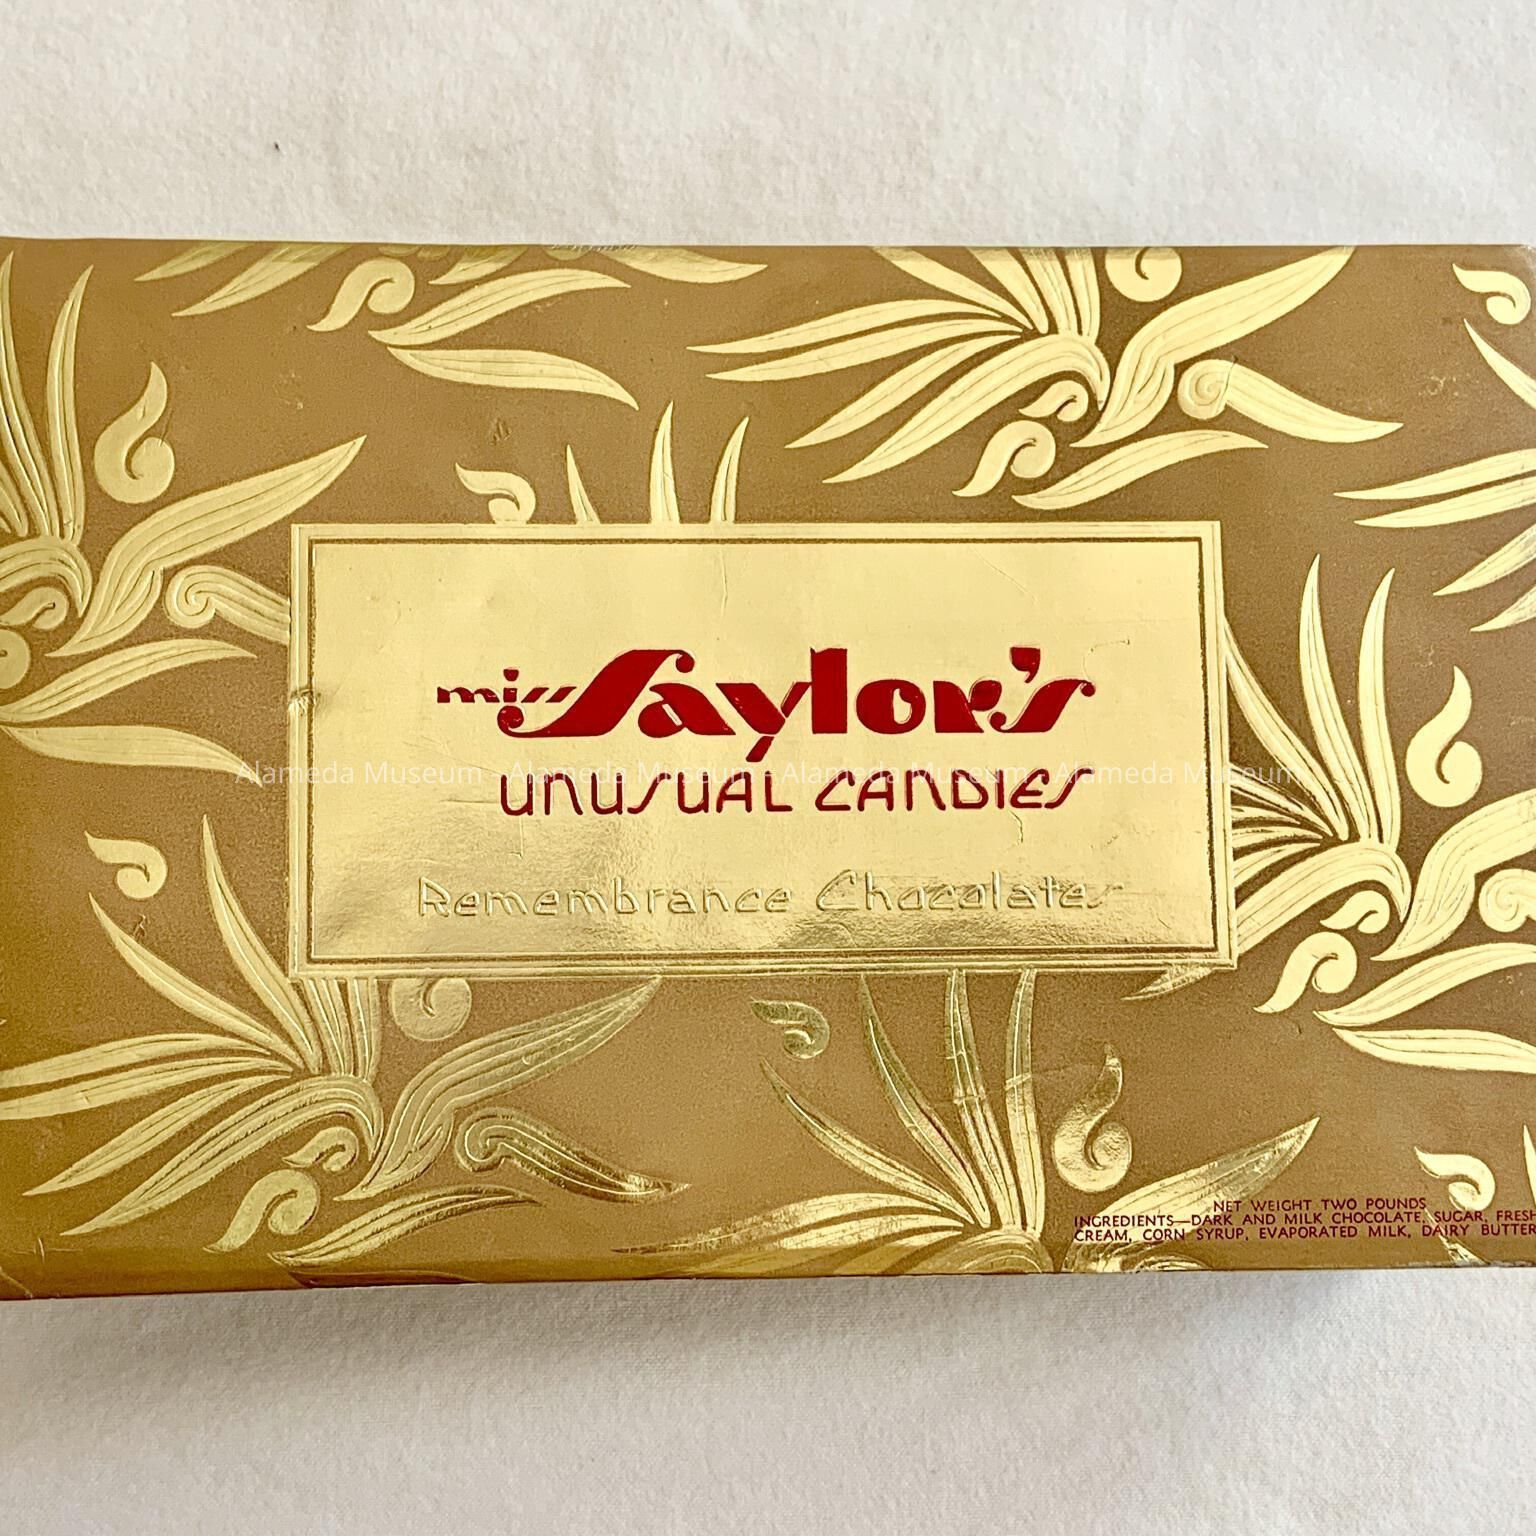 miss Saylor's
UNUSUAL CANDIES
Remembrance Chocolates
Alameda Museum - Alameda Museum - Alameda Museum - Alameda Museum
NET WEIGHT TWO POUNDS
INGREDIENTS—DARK AND MILK CHOCOLATE, SUGAR, FRESH
CREAM, CORN SYRUP, EVAPORATED MILK, DAIRY BUTTER